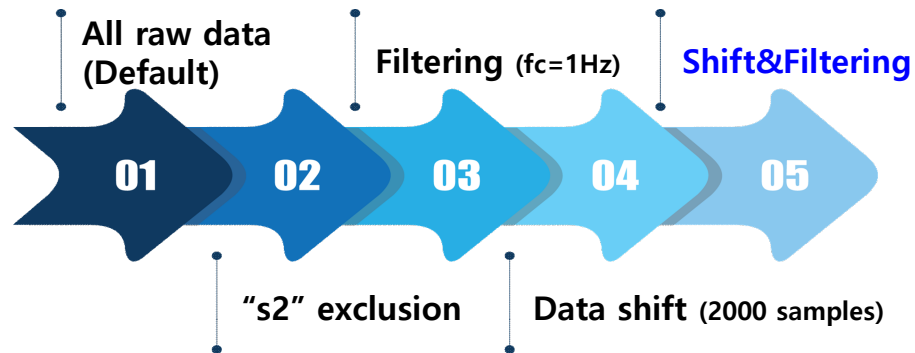 All raw data
(Default)
Filtering (fc=1Hz)
Shift&Filtering
01
02
03
04
05
“s2” exclusion
Data shift (2000 samples)